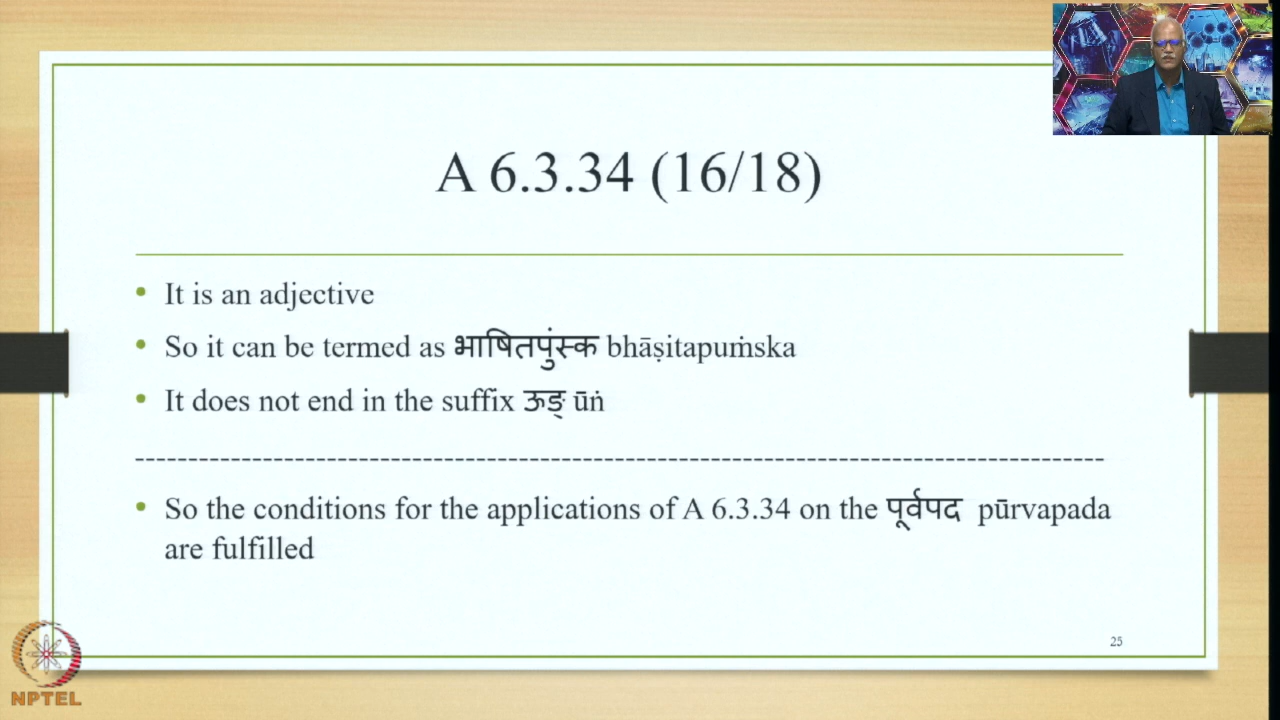 A 6.3.34 (16/18)
• It is an adjective
• So it can be termed as भाषितपुंस्क bhāṣitapuṁska
• It does not end in the suffix ऊङ् ūṅ
--------------------------------------------------------------------------------------------
• So the conditions for the applications of A 6.3.34 on the पूर्वपद pūrvapada
are fulfilled
25
NPTEL